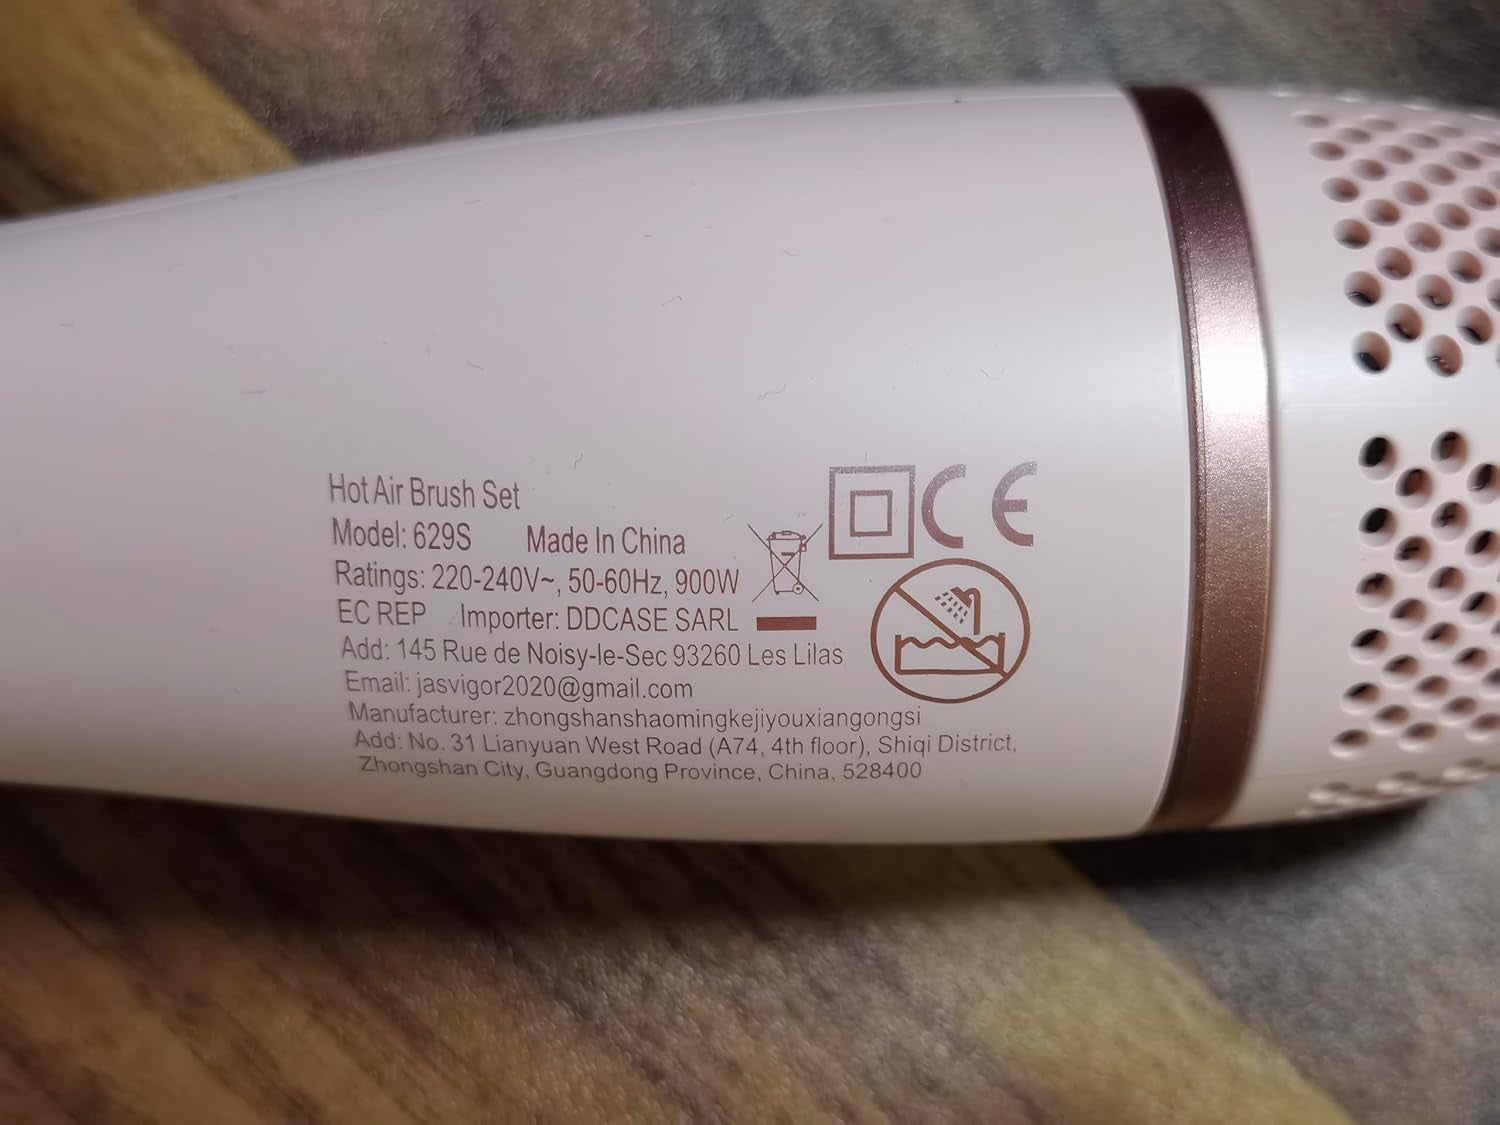 Hot Air Brush Set
Model: 629S Made In China
Ratings: 220-240V~, 50-60Hz, 900W
EC REP Importer: DDCASE SARL
Add: 145 Rue de Noisy-le-Sec 93260 Les Lilas
Email: jasvigor2020@gmail.com
Manufacturer: zhongshanshaomingkejiyouxiangongsi
Add: No. 31 Lianyuan West Road (A74, 4th floor), Shiqi District,
Zhongshan City, Guangdong Province, China, 528400
CE